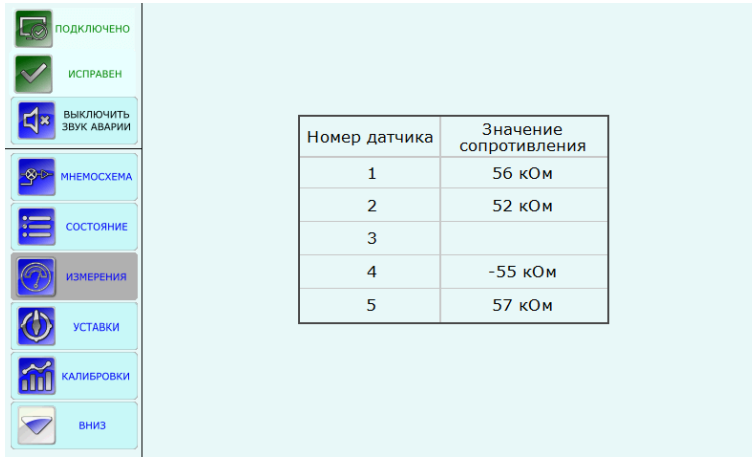 ПОДКЛЮЧЕНО
ИСПРАВЕН
ВЫКЛЮЧИТЬ
ЗВУК АВАРИИ
МНЕМОСХЕМА
СОСТОЯНИЕ
ИЗМЕРЕНИЯ
УСТАВКИ
КАЛИБРОВКИ
ВНИЗ
Номер датчика Значение
сопротивления
1 56 кОм
2 52 кОм
3
4 -55 кОм
5 57 кОм